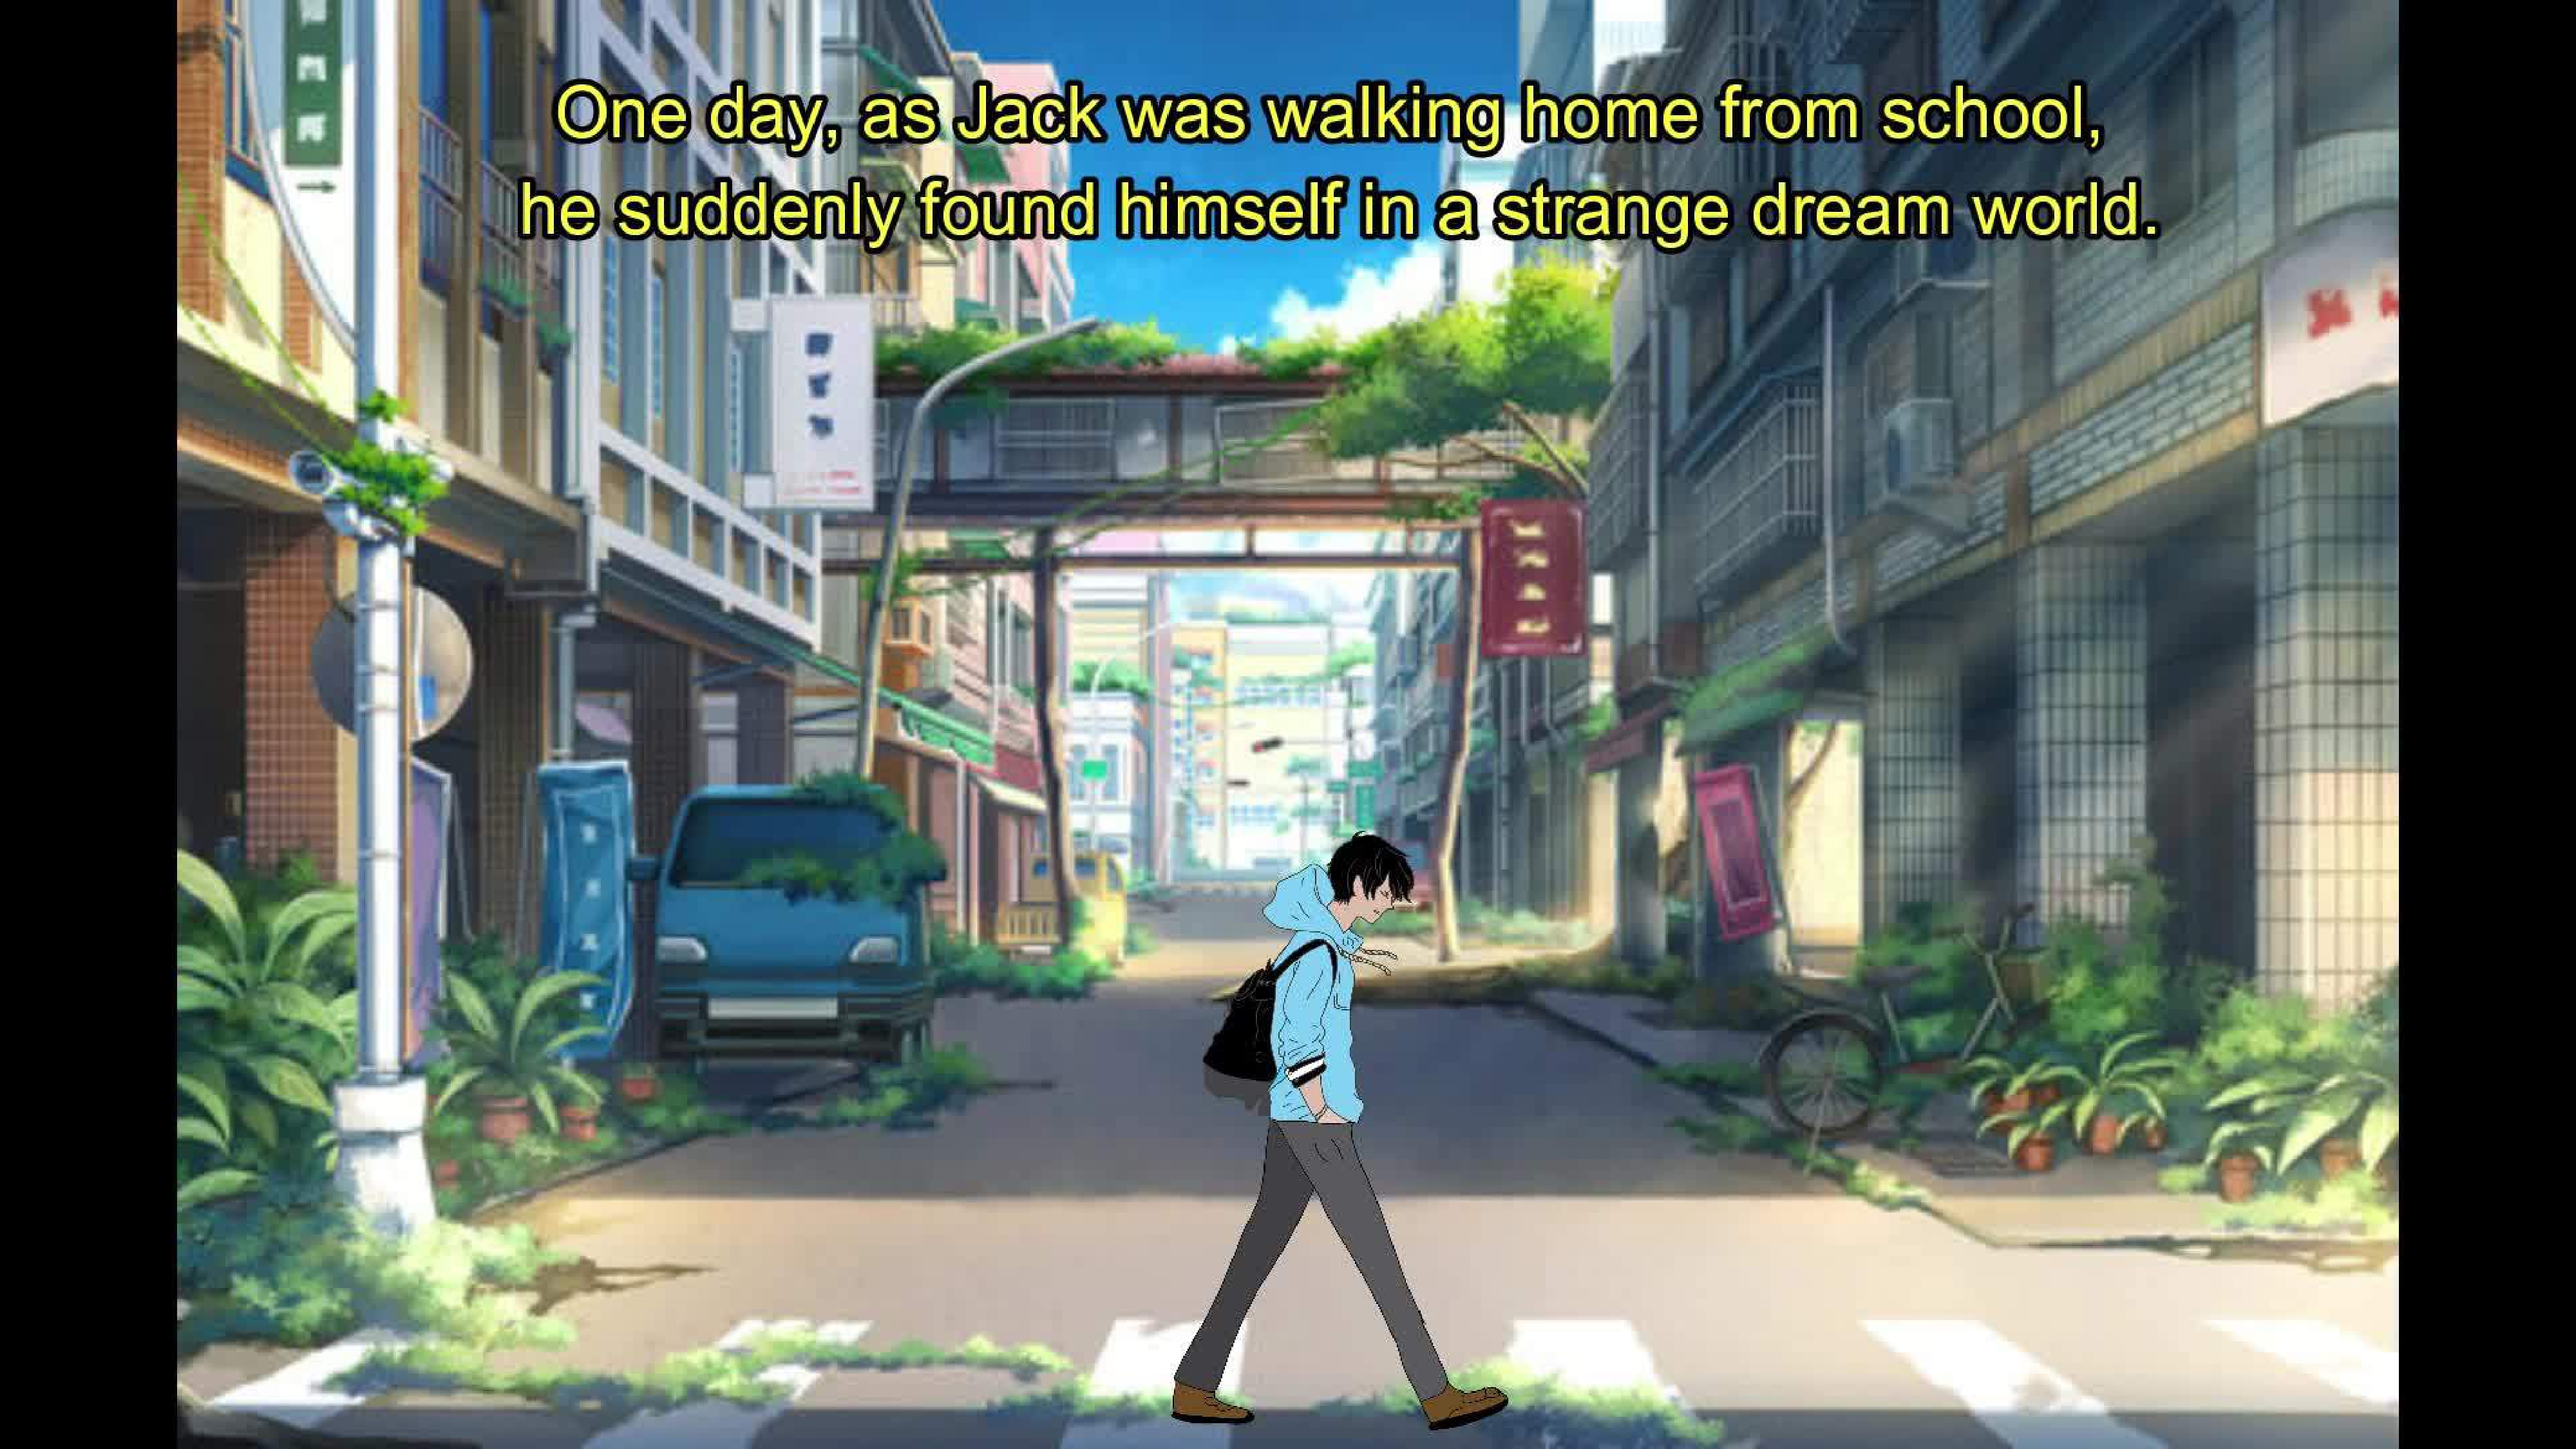 One day, as Jack was walking home from school,
he suddenly found himself in a strange dream world.